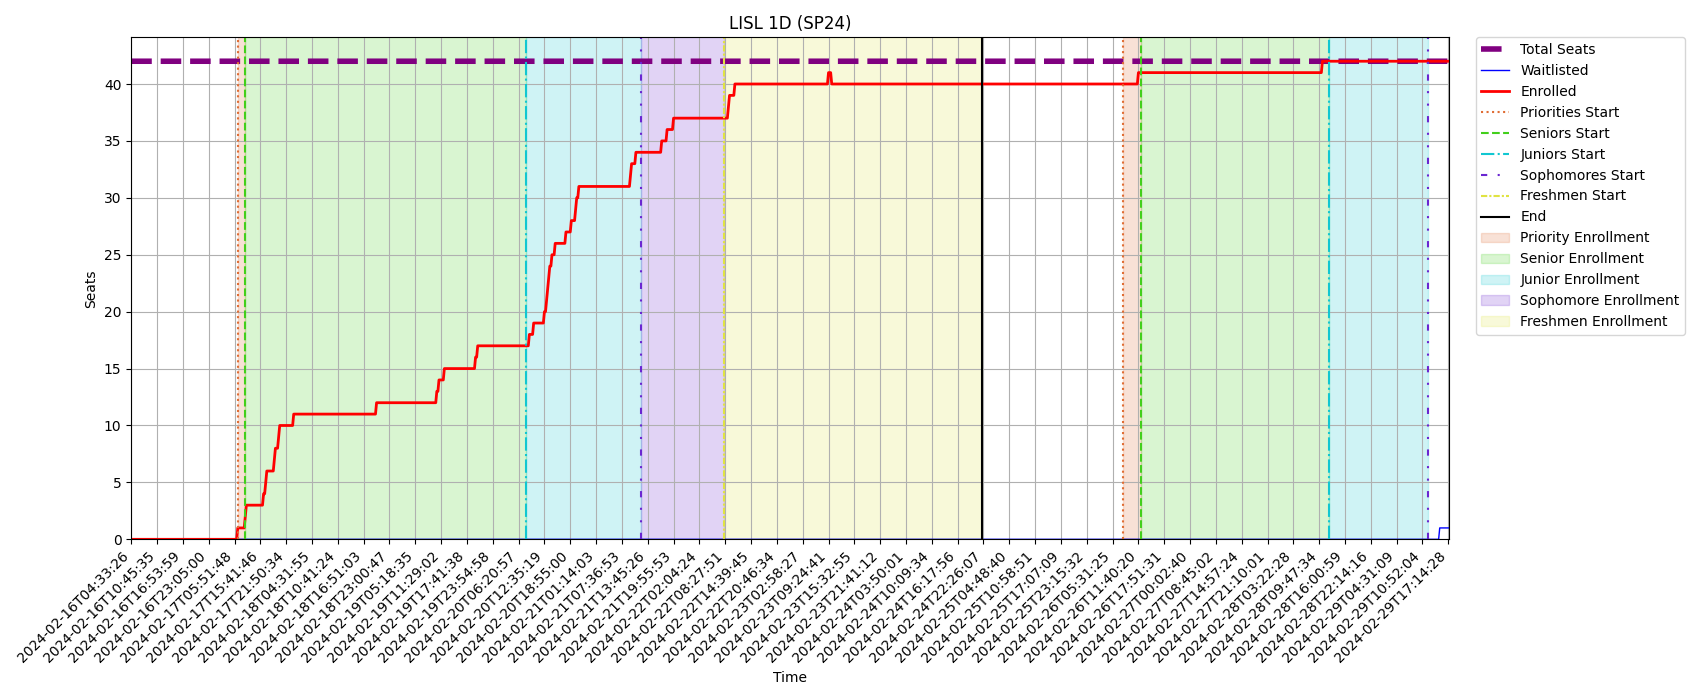 LISL 1D (SP24)
Seats
40
35
30
25
20
15
10
5
0
2024-02-16T04:33:26
2024-02-16T10:45:35
2024-02-16T16:53:59
2024-02-16T23:05:00
2024-02-17T05:51:48
2024-02-17T15:41:46
2024-02-17T21:50:34
2024-02-18T04:31:55
2024-02-18T10:41:24
2024-02-18T16:51:03
2024-02-18T23:00:47
2024-02-19T05:18:35
2024-02-19T11:29:02
2024-02-19T17:41:38
2024-02-19T23:54:58
2024-02-20T06:20:57
2024-02-20T12:35:19
2024-02-20T18:55:00
2024-02-21T01:14:03
2024-02-21T07:36:53
2024-02-21T13:45:26
2024-02-21T19:55:53
2024-02-22T02:04:24
2024-02-22T08:27:51
2024-02-22T14:39:45
2024-02-22T20:46:34
2024-02-23T02:58:27
2024-02-23T09:24:41
2024-02-23T15:32:55
2024-02-23T21:41:12
2024-02-24T03:50:01
2024-02-24T10:09:34
2024-02-24T16:17:56
2024-02-24T22:26:07
2024-02-25T04:48:40
2024-02-25T10:58:51
2024-02-25T17:07:09
2024-02-25T23:15:32
2024-02-26T05:31:25
2024-02-26T11:40:20
2024-02-26T17:51:31
2024-02-27T00:02:40
2024-02-27T08:45:02
2024-02-27T14:57:24
2024-02-27T21:10:01
2024-02-28T03:22:28
2024-02-28T09:47:34
2024-02-28T16:00:59
2024-02-28T22:14:16
2024-02-29T04:31:09
2024-02-29T10:52:04
2024-02-29T17:14:28
Time
Total Seats
Waitlisted
Enrolled
Priorities Start
Seniors Start
Juniors Start
Sophomores Start
Freshmen Start
End
Priority Enrollment
Senior Enrollment
Junior Enrollment
Sophomore Enrollment
Freshmen Enrollment